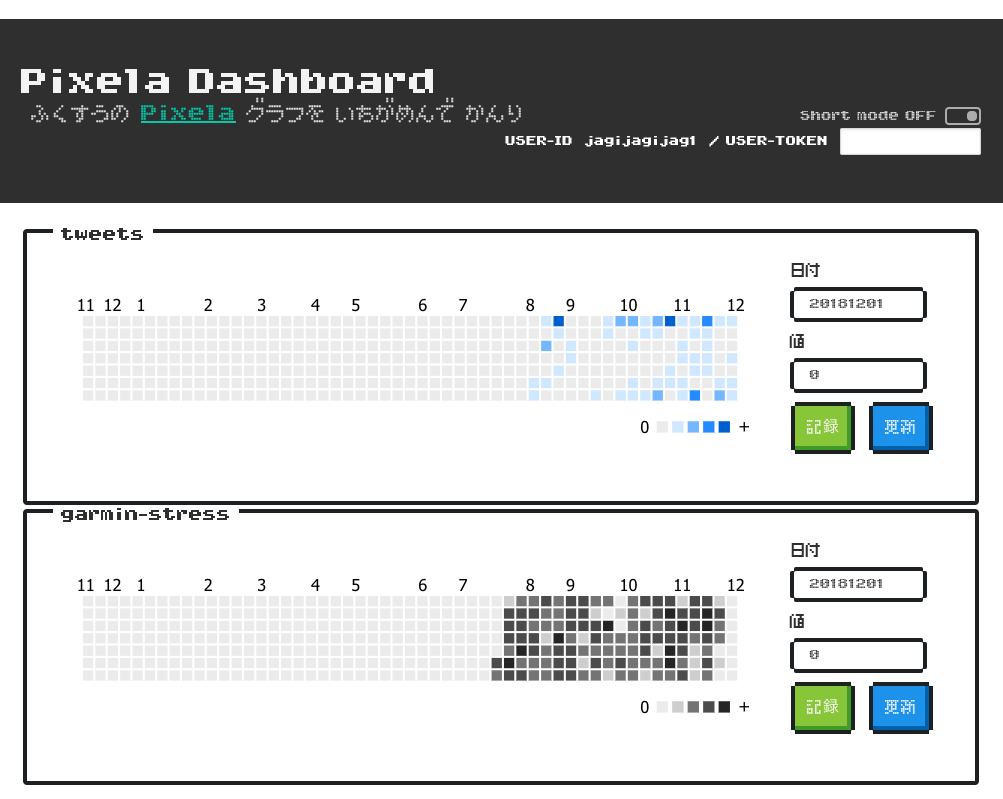 Pixela Dashboard
ふくすうの Pixela グラフを いちがめんで かんり
Short mode OFF
USER-ID jagijagijag1 / USER-TOKEN
tweets
11 12 1 2 3 4 5 6 7 8 9 10 11 12
0 +
日付
20181201
値
0
記録 更新
garmin-stress
11 12 1 2 3 4 5 6 7 8 9 10 11 12
0 +
日付
20181201
値
0
記録 更新